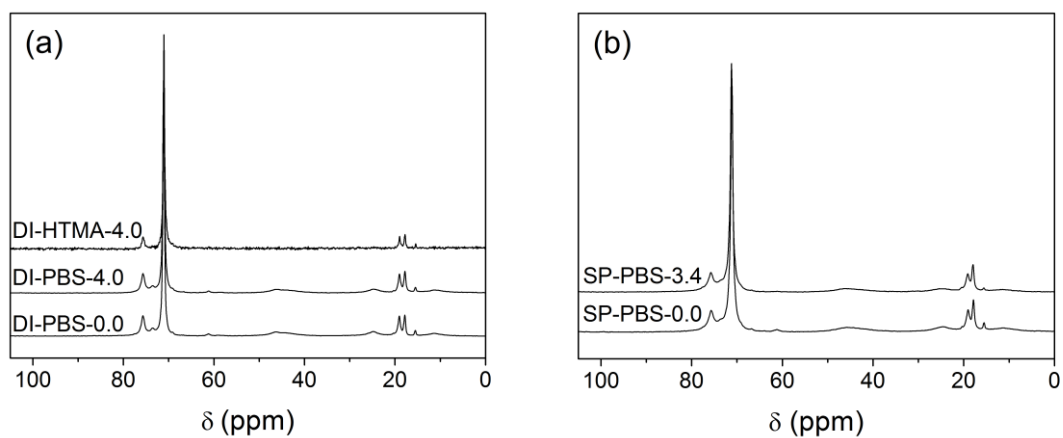 (a)
DI-HTMA-4.0
DI-PBS-4.0
DI-PBS-0.0
100 80 60 40 20 0
δ (ppm)
(b)
SP-PBS-3.4
SP-PBS-0.0
100 80 60 40 20 0
δ (ppm)